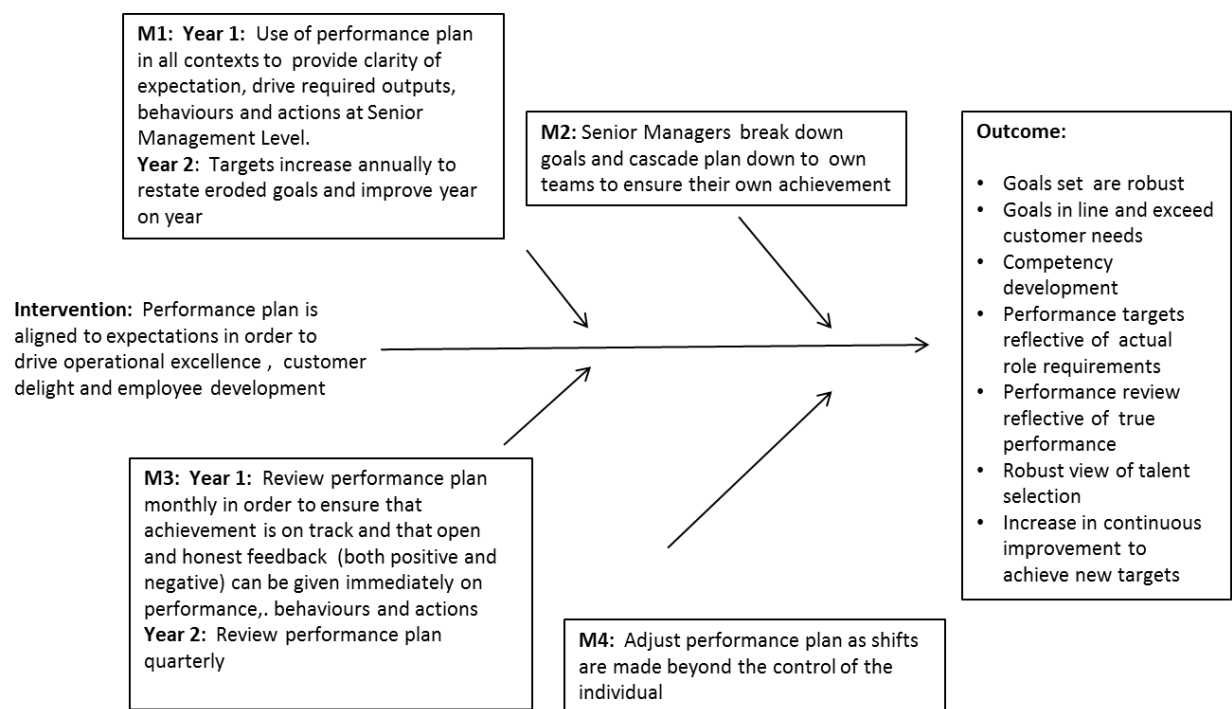 M1: Year 1: Use of performance plan
in all contexts to provide clarity of
expectation, drive required outputs,
behaviours and actions at Senior
Management Level.
Year 2: Targets increase annually to
restate eroded goals and improve year
on year
M2: Senior Managers break down
goals and cascade plan down to own
teams to ensure their own achievement
Intervention: Performance plan is
aligned to expectations in order to
drive operational excellence , customer
delight and employee development
M3: Year 1: Review performance plan
monthly in order to ensure that
achievement is on track and that open
and honest feedback (both positive and
negative) can be given immediately on
performance,. behaviours and actions
Year 2: Review performance plan
quarterly
M4: Adjust performance plan as shifts
are made beyond the control of the
individual
Outcome:
• Goals set are robust
• Goals in line and exceed
customer needs
• Competency
development
• Performance targets
reflective of actual
role requirements
• Performance review
reflective of true
performance
• Robust view of talent
selection
• Increase in continuous
improvement to
achieve new targets